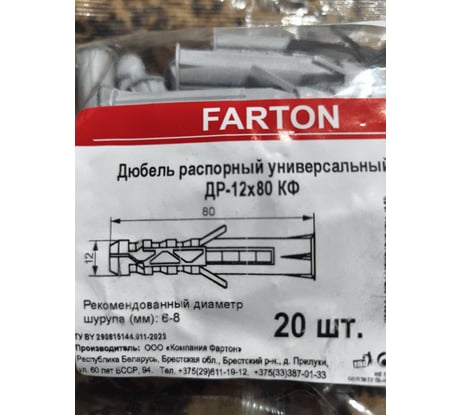 FARTON
Дюбель распорный универсальный
ДР-12х80 КФ
80
12
Рекомендованный диаметр
шурупа (мм): 6-8
20 шт.
ТУ BY 290815144.011-2023
Производитель: ООО «Компания Фартон»
Республика Беларусь, Брестская обл., Брестский р-н., д. Прилуки,
ул. 60 лет БССР, 94. Тел. +375(29)611-19-12, +375(33)387-01-33